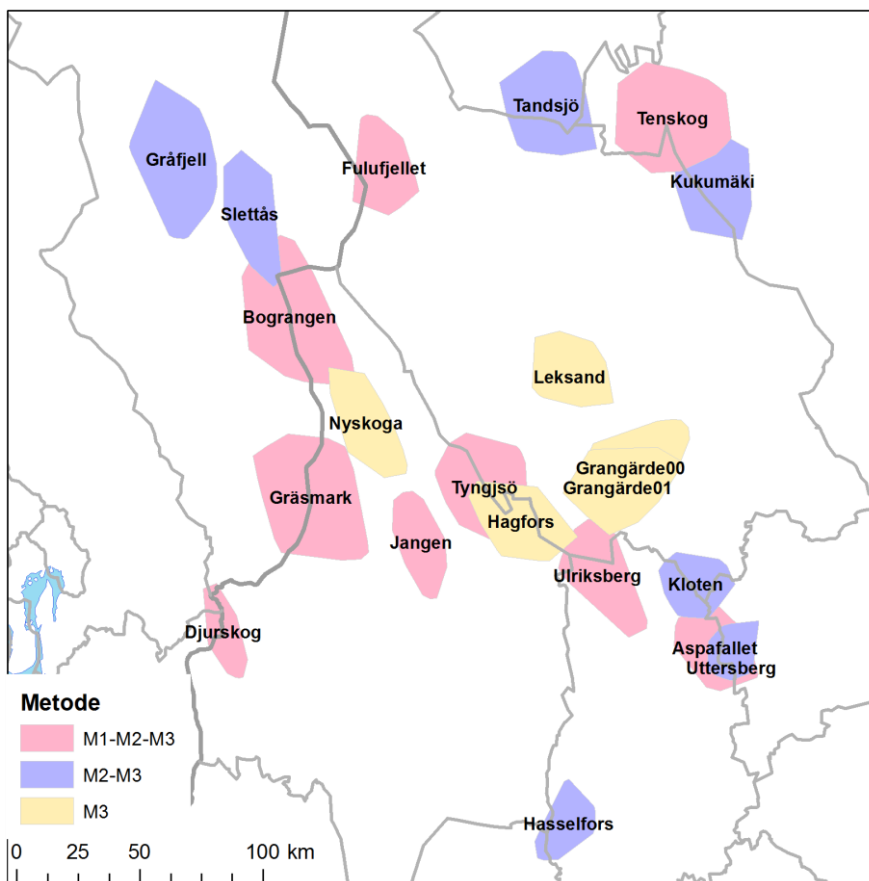 Tandsjö
Tenskog
Gråfjell
Fulufjellet
Kukumäki
Slettås
Bograngen
Leksand
Nyskoga
Grangärde00
Grangärde01
Tyngjsö
Gräsmark
Hagfors
Jangen
Ulriksberg
Kloten
Djurskog
Aspafallet
Uttersberg
Metode
M1-M2-M3
M2-M3
M3
Hasselfors
0 25 50 100 km